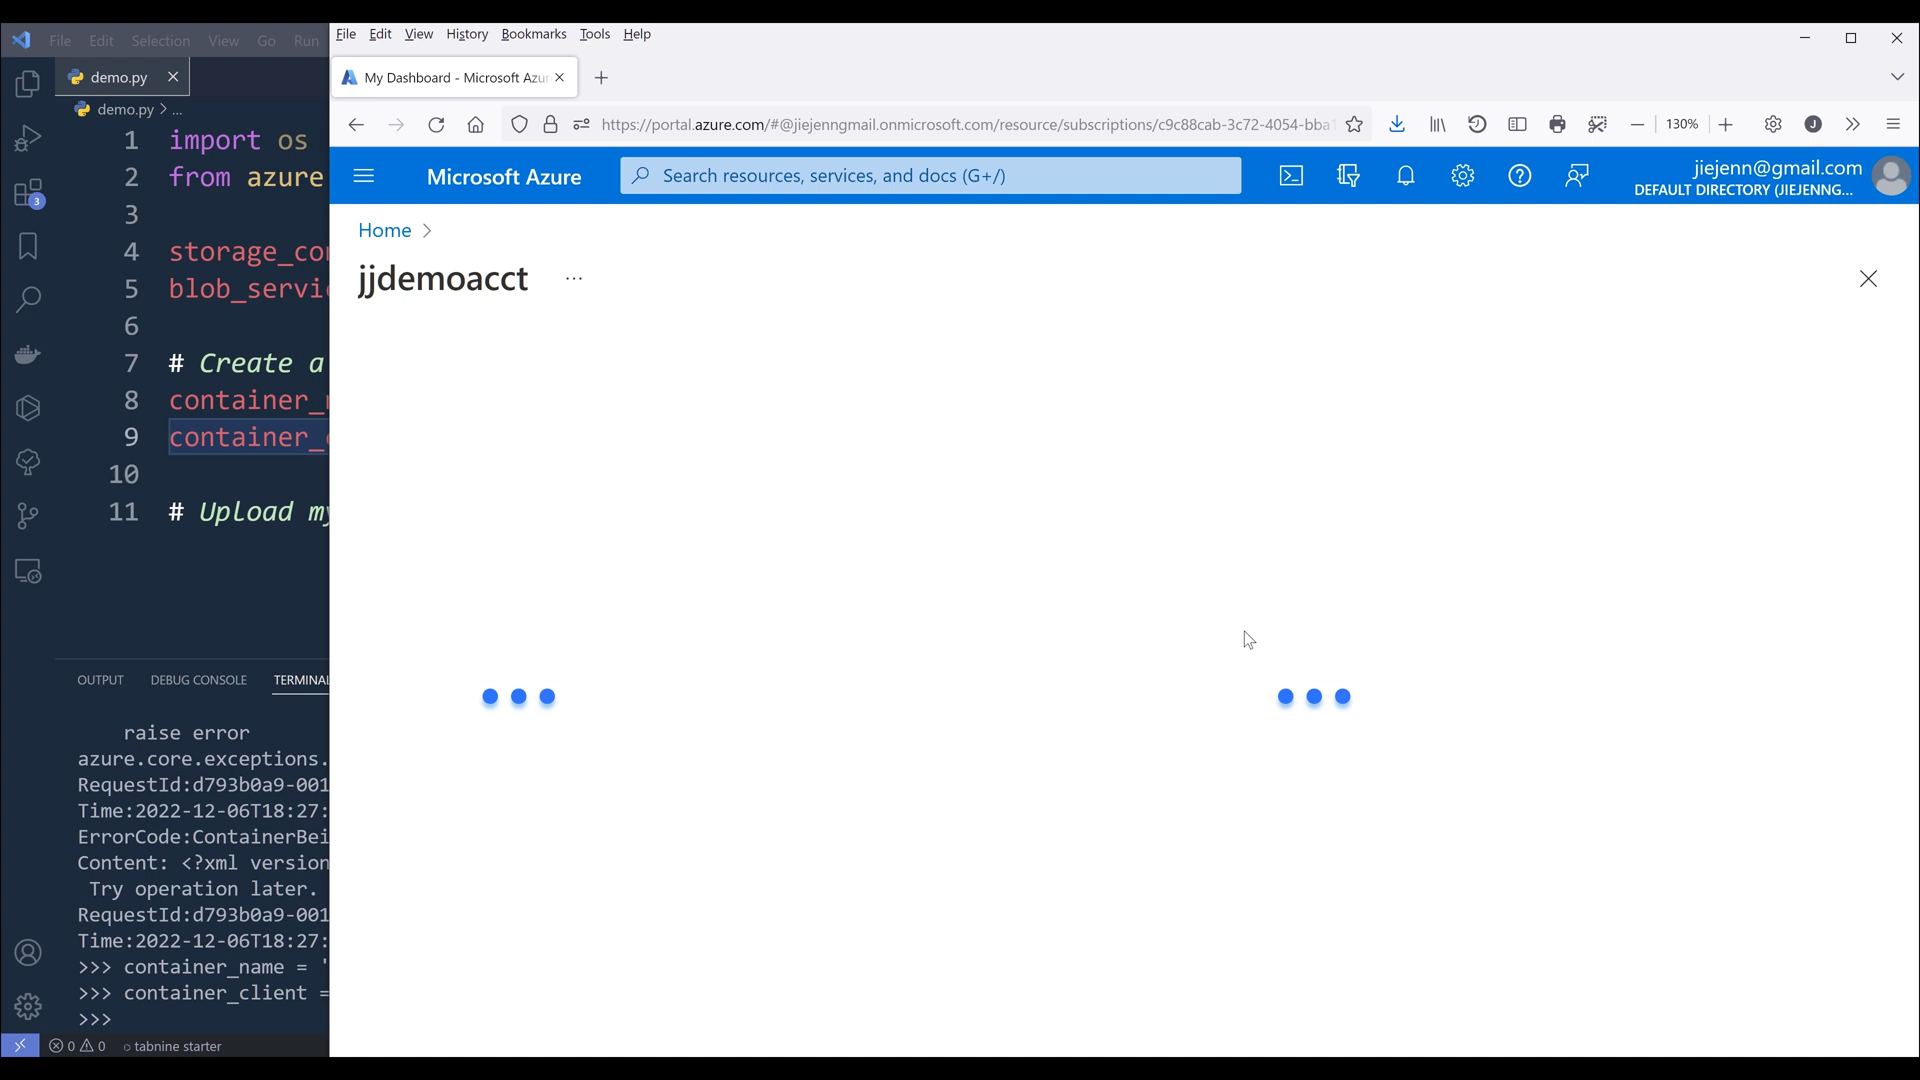 File Edit Selection View Go Run
demo.py
demo.py > ...
1 import os
2 from azure
3
4 storage_co
5 blob_servi
6
7 # Create a
8 container_
9 container_
10
11 # Upload my
OUTPUT DEBUG CONSOLE TERMINAL
raise error
azure.core.exceptions.
RequestId:d793b0a9-001
Time:2022-12-06T18:27:
ErrorCode:ContainerBei
Content: <?xml version
Try operation later.
RequestId:d793b0a9-001
Time:2022-12-06T18:27:
>>> container_name = '
>>> container_client =
>>>
0 0 tabnine starter
File Edit View History Bookmarks Tools Help
My Dashboard - Microsoft Azu
https://portal.azure.com/#@jiejenngmail.onmicrosoft.com/resource/subscriptions/c9c88cab-3c72-4054-bba1
130%
J
Microsoft Azure
Search resources, services, and docs (G+/)
jiejenn@gmail.com
DEFAULT DIRECTORY (JIEJENNG...
Home >
jjdemoacct ...
3